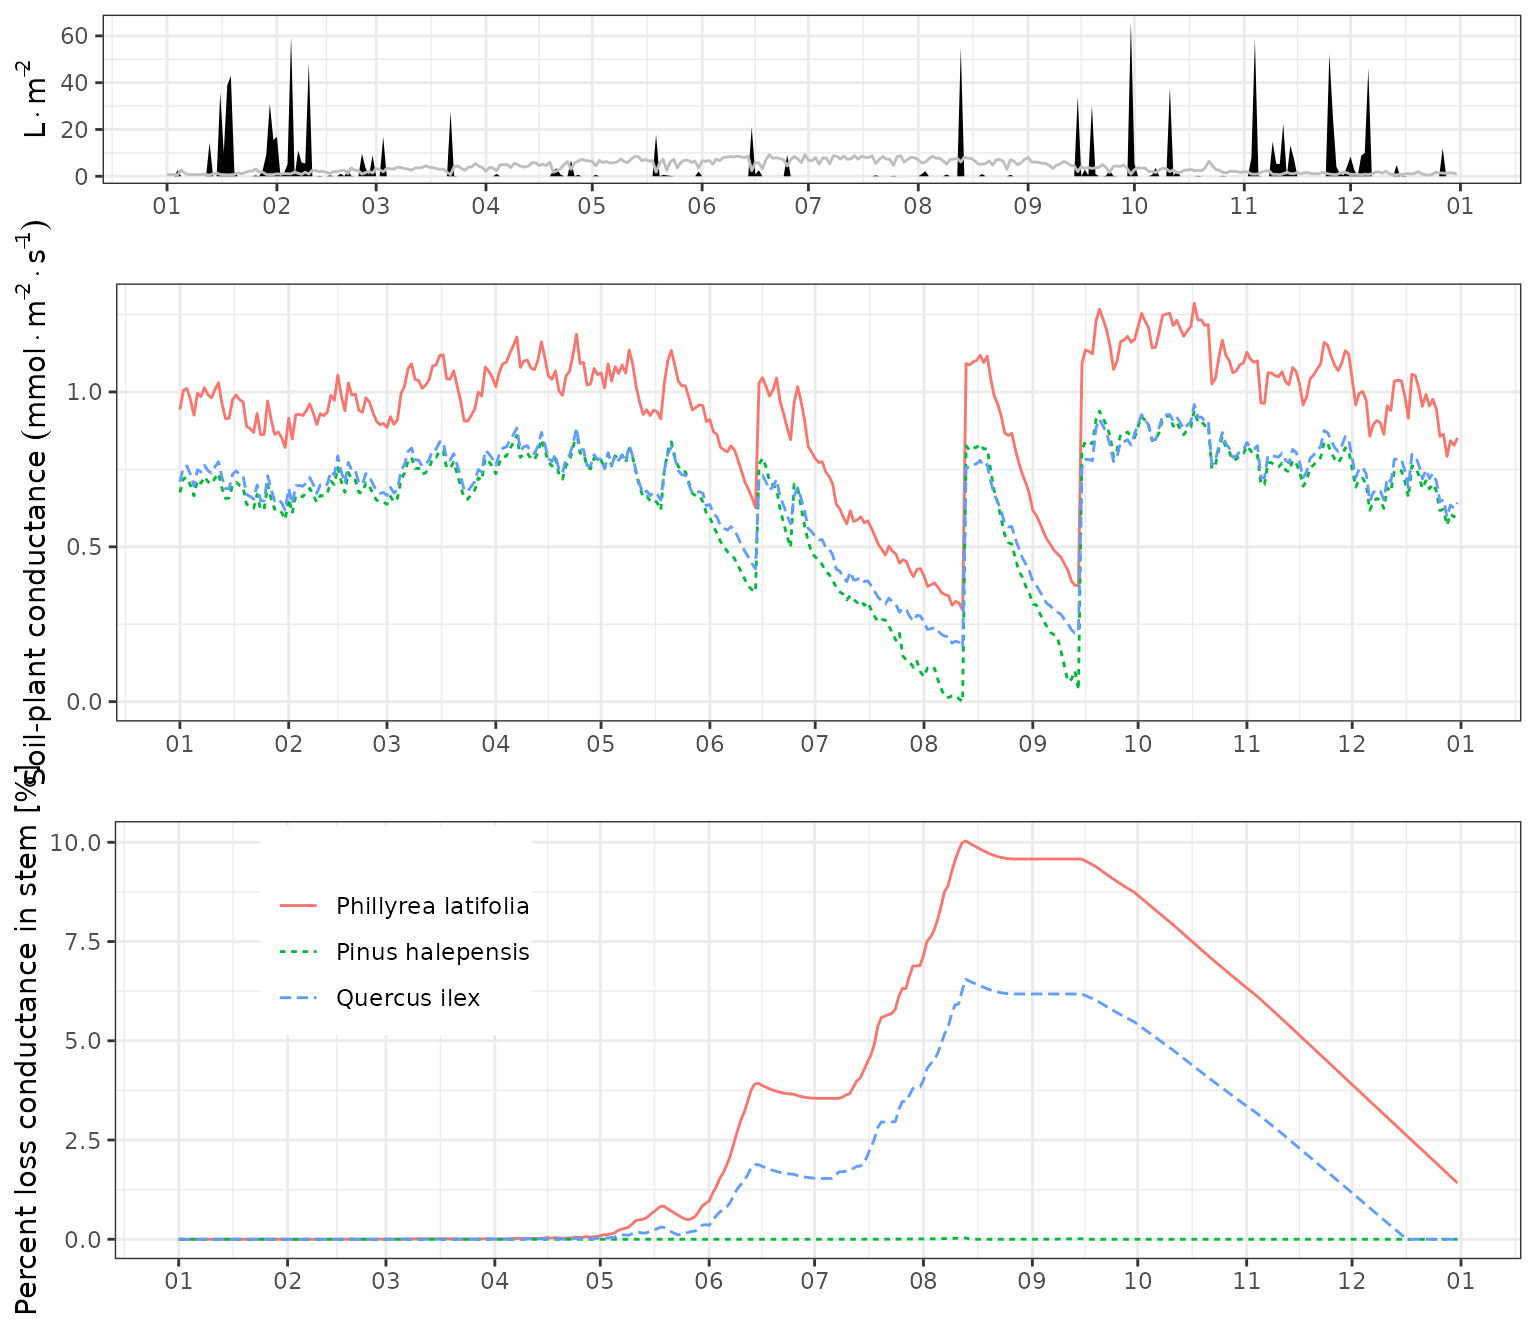 L·m⁻²
60
40
20
0
01 02 03 04 05 06 07 08 09 10 11 12 01
Soil-plant conductance (mmol·m⁻²·s⁻¹)
1.0
0.5
0.0
01 02 03 04 05 06 07 08 09 10 11 12 01
Percent loss conductance in stem [%]
10.0
7.5
5.0
2.5
0.0
Phillyrea latifolia
Pinus halepensis
Quercus ilex
01 02 03 04 05 06 07 08 09 10 11 12 01